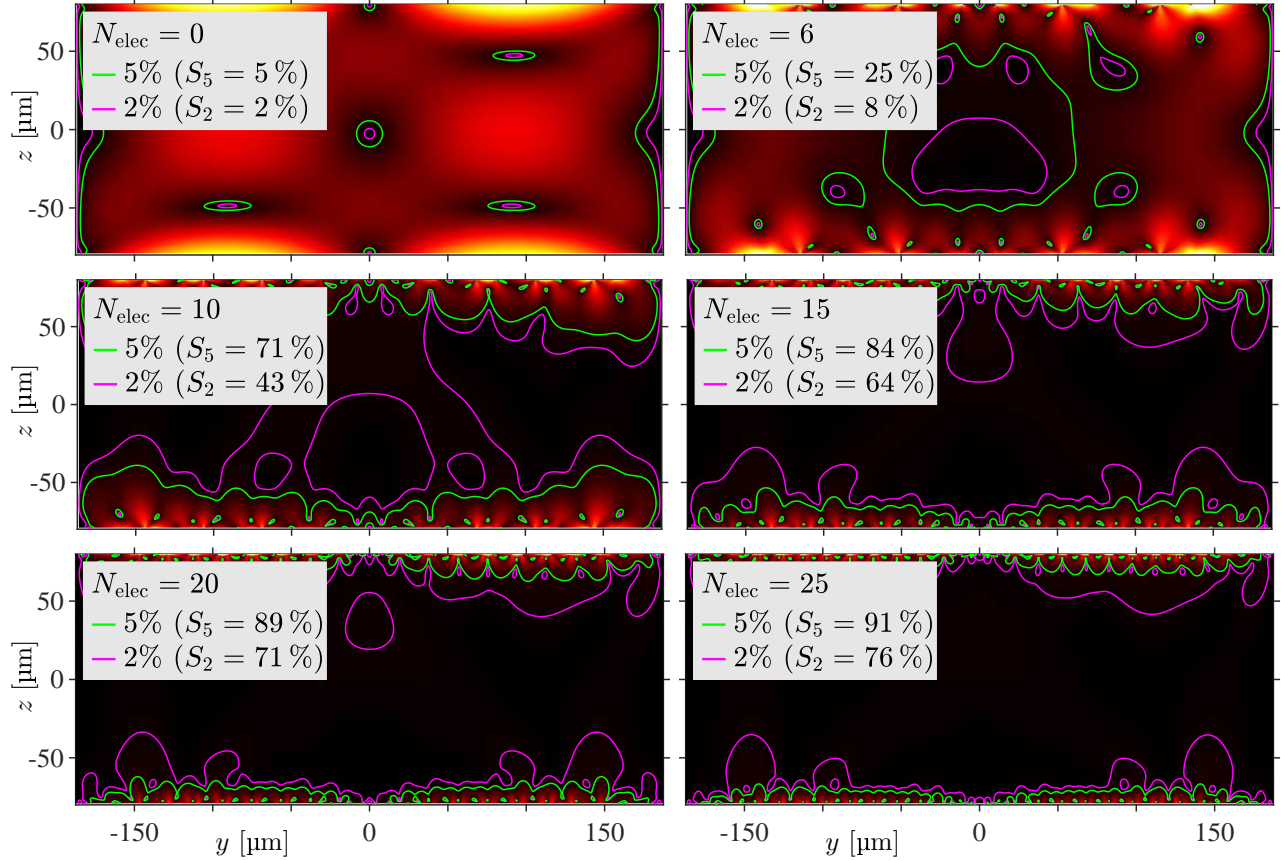 N_elec = 0
5% (S_5 = 5 %)
2% (S_2 = 2 %)
N_elec = 6
5% (S_5 = 25 %)
2% (S_2 = 8 %)
50
0
-50
z [µm]
N_elec = 10
5% (S_5 = 71 %)
2% (S_2 = 43 %)
N_elec = 15
5% (S_5 = 84 %)
2% (S_2 = 64 %)
50
0
-50
z [µm]
N_elec = 20
5% (S_5 = 89 %)
2% (S_2 = 71 %)
N_elec = 25
5% (S_5 = 91 %)
2% (S_2 = 76 %)
50
0
-50
z [µm]
-150 0 150
y [µm]
-150 0 150
y [µm]